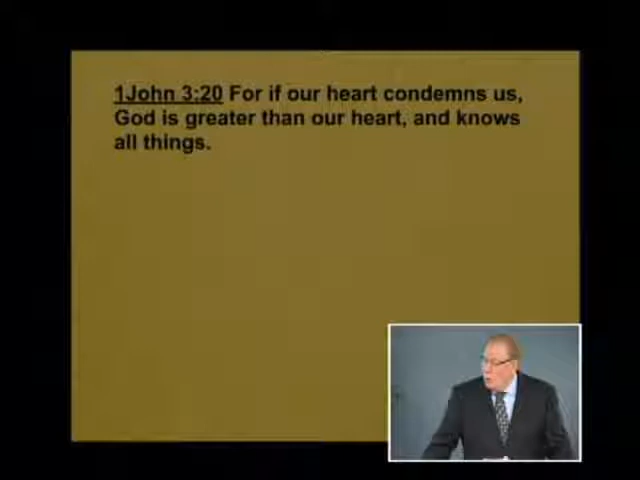 1John 3:20 For if our heart condemns us,
God is greater than our heart, and knows
all things.